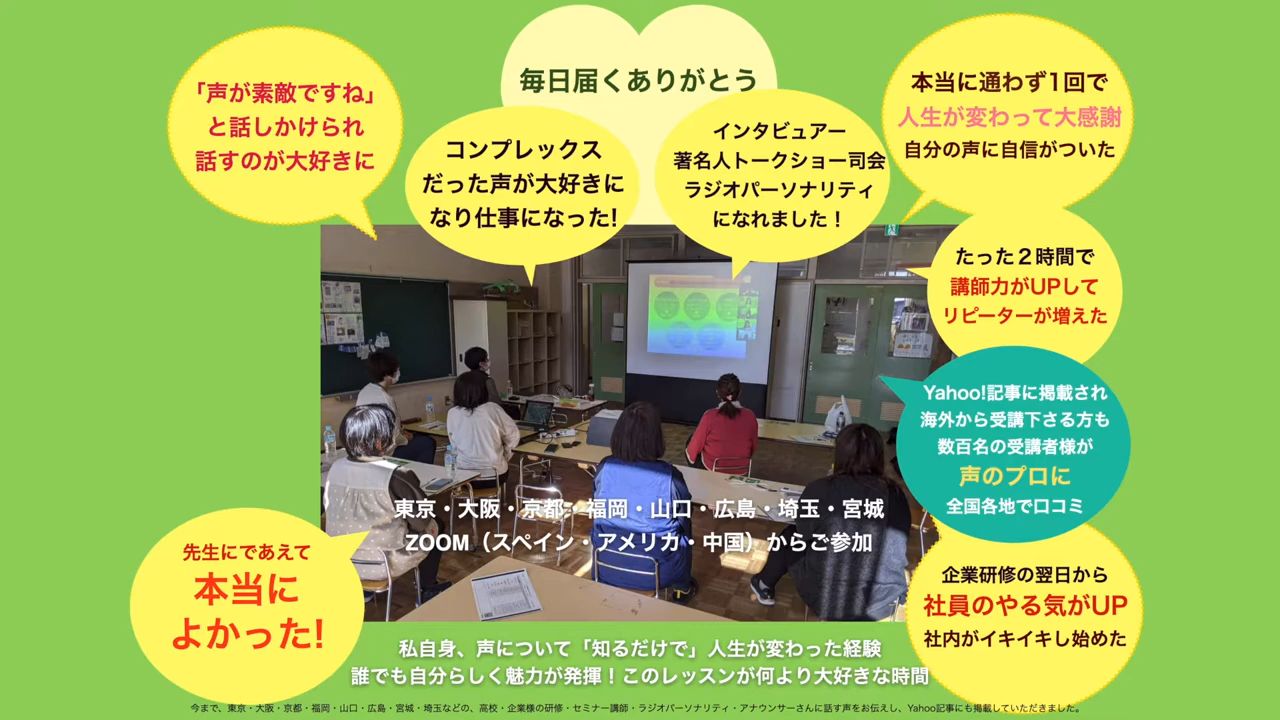 毎日届くありがとう
「声が素敵ですね」
と話しかけられ
話すのが大好きに
コンプレックス
だった声が大好きに
なり仕事になった!
インタビュアー
著名人トークショー司会
ラジオパーソナリティ
になれました！
本当に通わず1回で
人生が変わって大感謝
自分の声に自信がついた
たった２時間で
講師力がUPして
リピーターが増えた
Yahoo!記事に掲載され
海外から受講下さる方も
数百名の受講者様が
声のプロに
全国各地で口コミ
東京・大阪・京都・福岡・山口・広島・埼玉・宮城
ZOOM（スペイン・アメリカ・中国）からご参加
先生にであえて
本当に
よかった!
企業研修の翌日から
社員のやる気がUP
社内がイキイキし始めた
私自身、声について「知るだけで」人生が変わった経験
誰でも自分らしく魅力が発揮！このレッスンが何より大好きな時間
今まで、東京・大阪・京都・福岡・山口・広島・宮城・埼玉などの、高校・企業様の研修・セミナー講師・ラジオパーソナリティ・アナウンサーさんに話す声をお伝えし、Yahoo記事にも掲載していただきました。